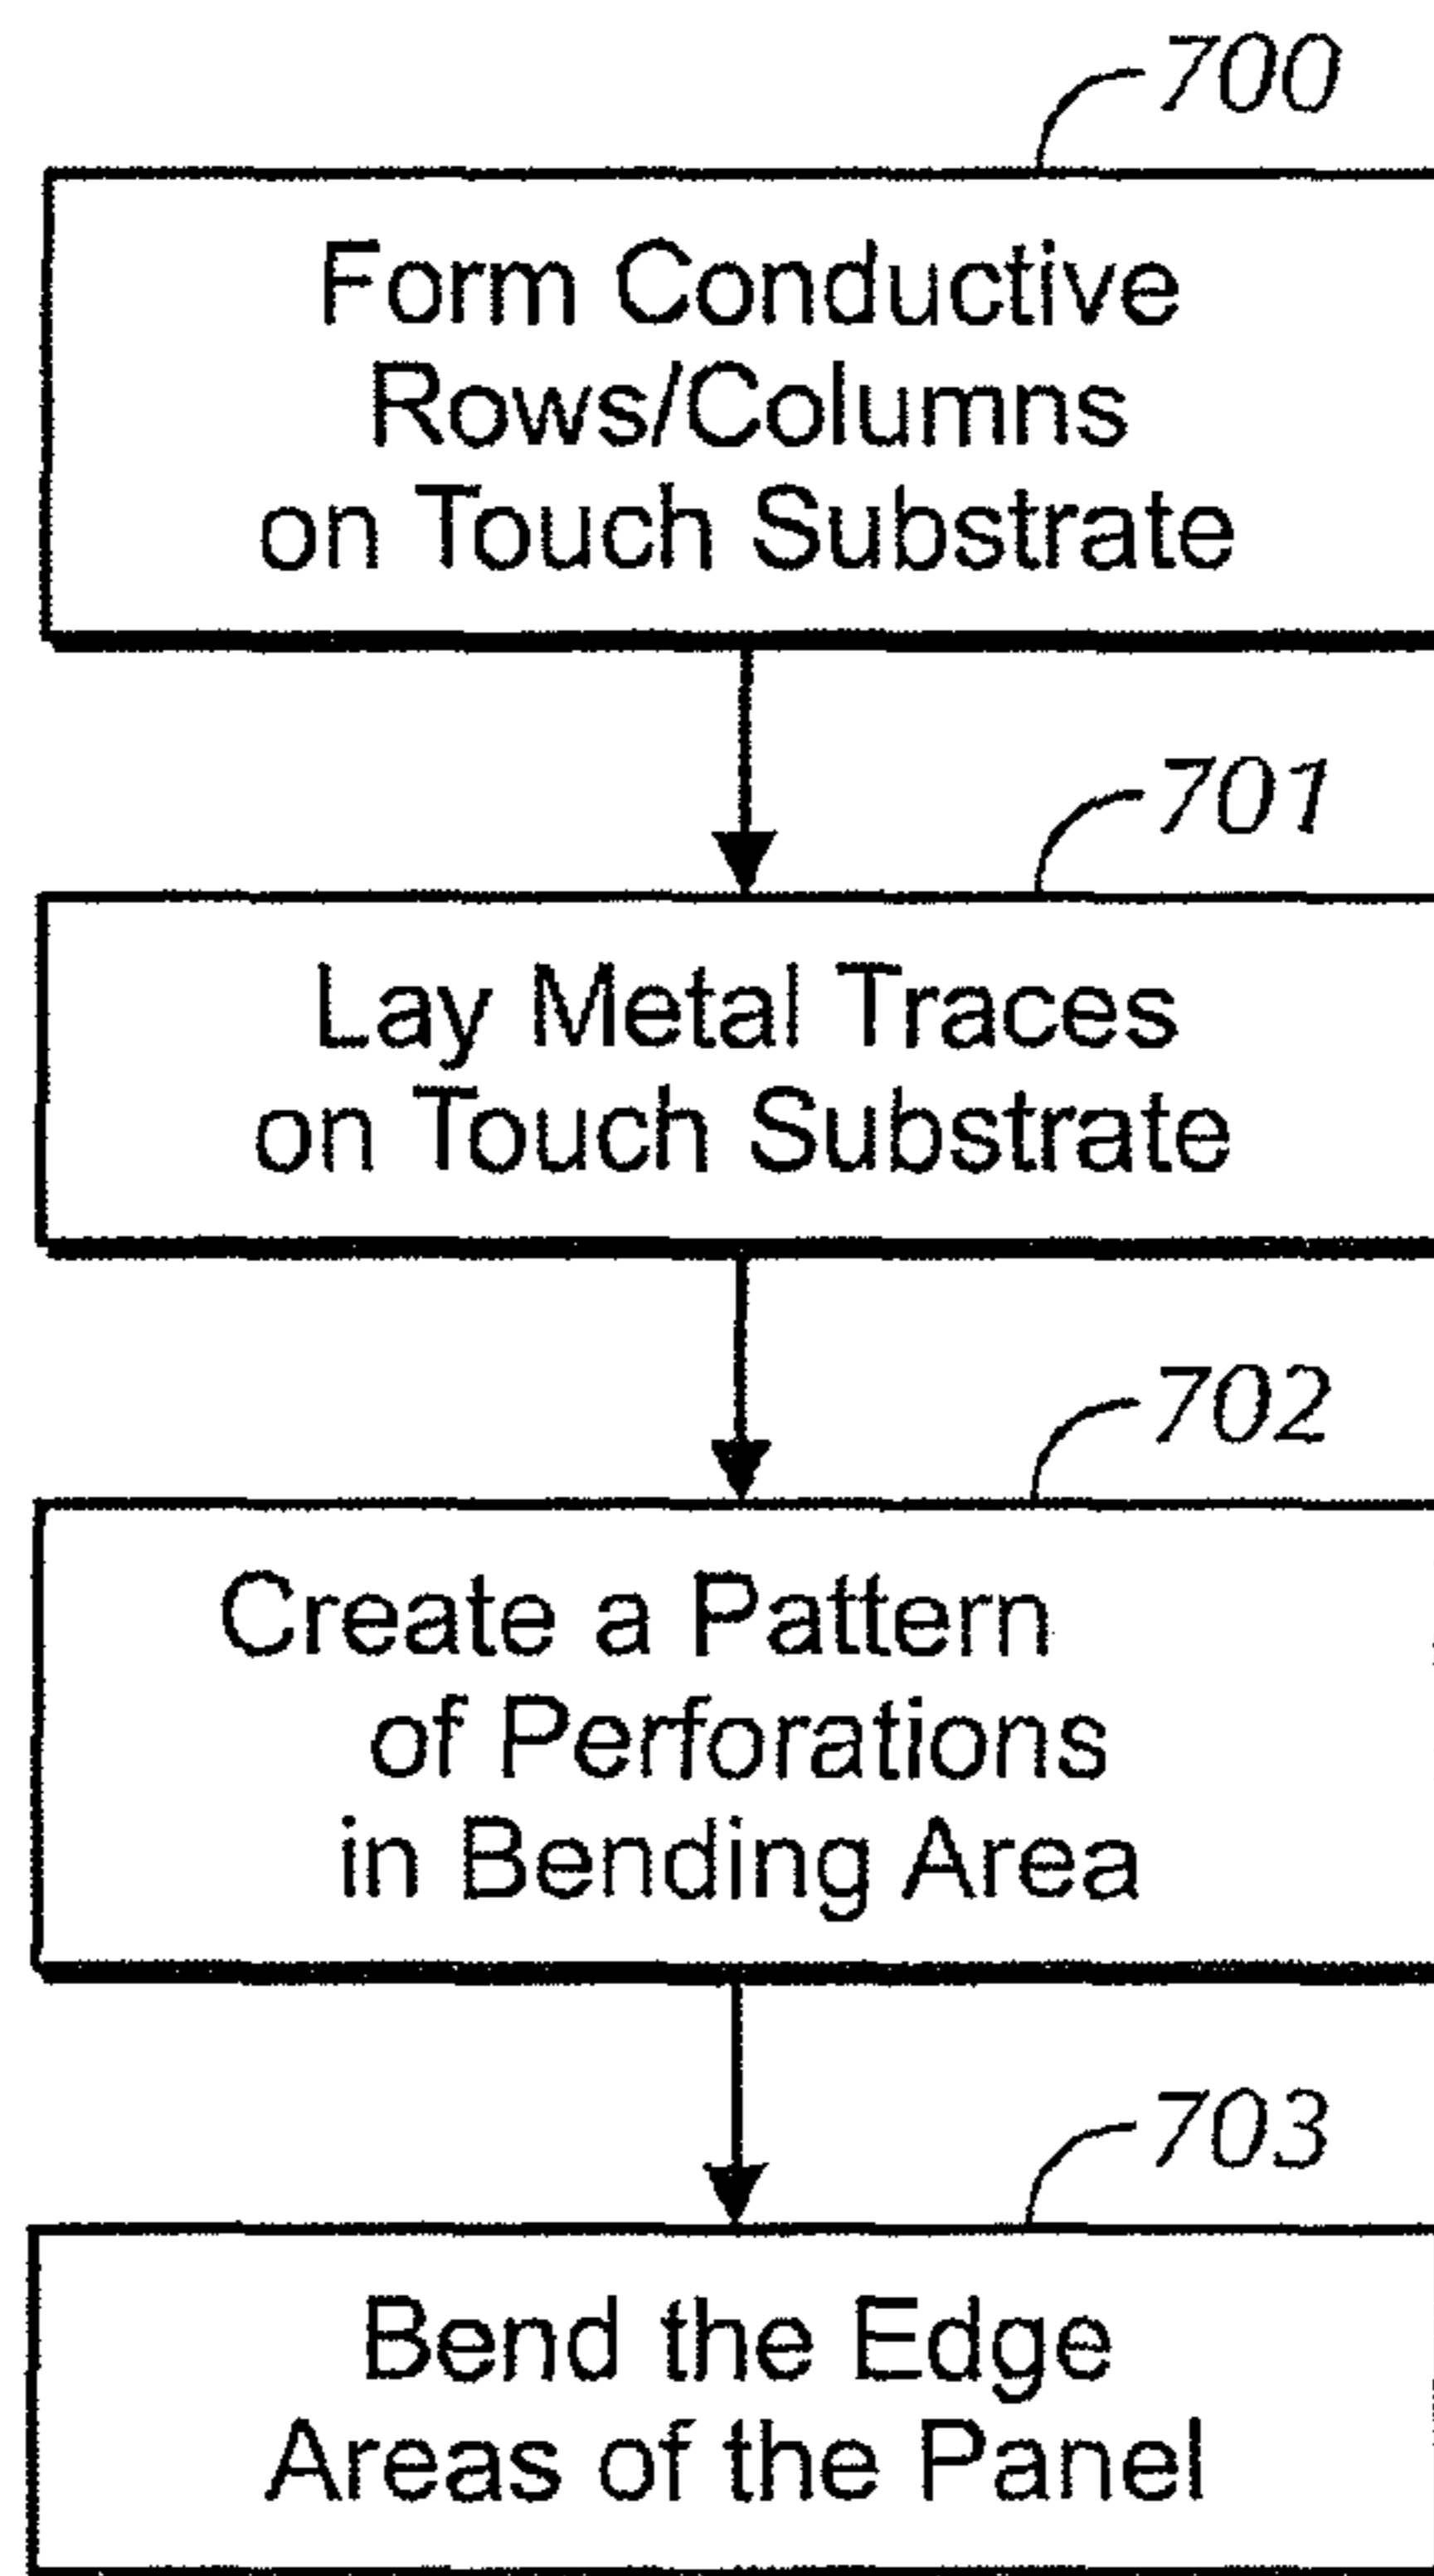 700
Form Conductive
Rows/Columns
on Touch Substrate
701
Lay Metal Traces
on Touch Substrate
702
Create a Pattern
of Perforations
in Bending Area
703
Bend the Edge
Areas of the Panel